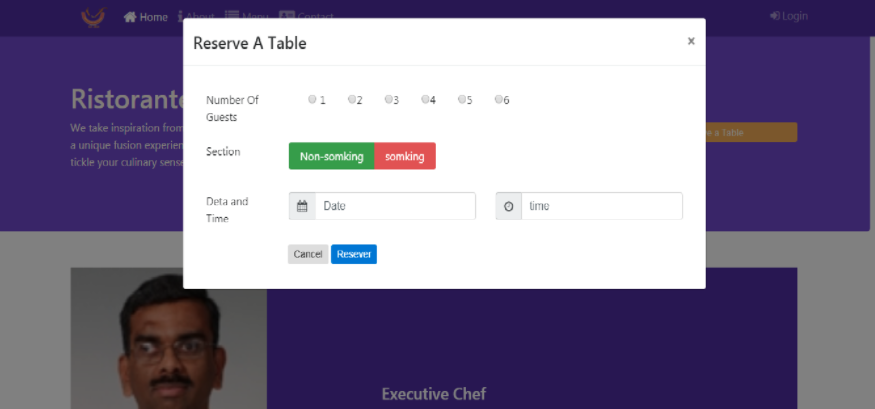 Home About Menu Contact Login
Reserve A Table ×
Ristorante
We take inspiration from
a unique fusion experien
tickle your culinary sense
e a Table
Number Of
Guests
1 2 3 4 5 6
Section
Non-somking somking
Deta and
Time
Date
time
Cancel Resever
Executive Chef